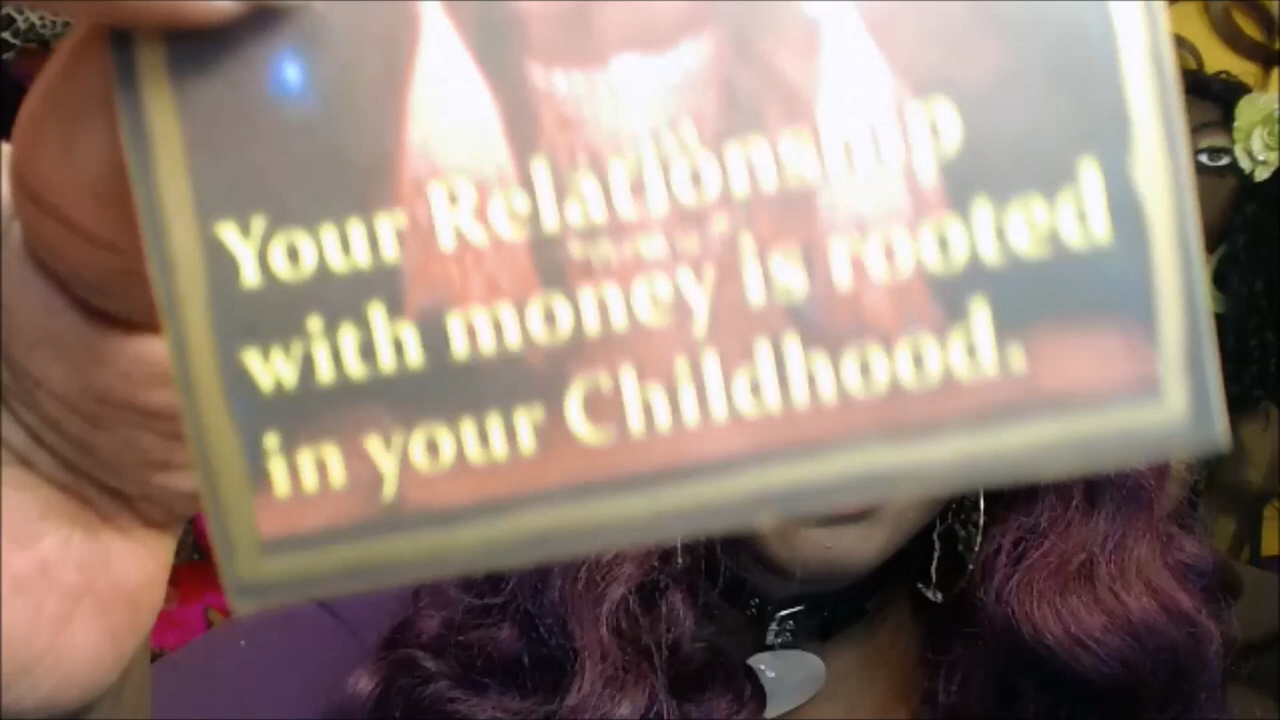 Your Relationship
with money is rooted
in your Childhood.